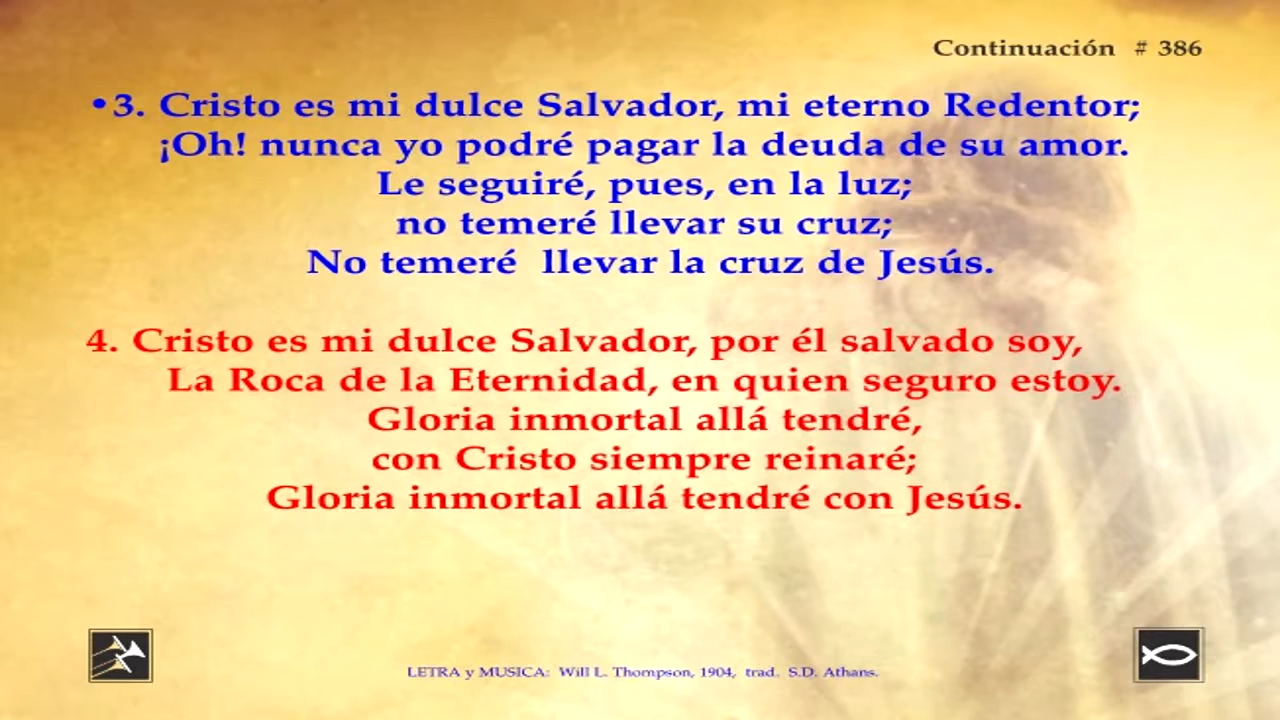 Continuación # 386
•3. Cristo es mi dulce Salvador, mi eterno Redentor;
¡Oh! nunca yo podré pagar la deuda de su amor.
Le seguiré, pues, en la luz;
no temeré llevar su cruz;
No temeré llevar la cruz de Jesús.
4. Cristo es mi dulce Salvador, por él salvado soy,
La Roca de la Eternidad, en quien seguro estoy.
Gloria inmortal allá tendré,
con Cristo siempre reinaré;
Gloria inmortal allá tendré con Jesús.
LETRA y MUSICA: Will L. Thompson, 1904, trad. S.D. Athans.